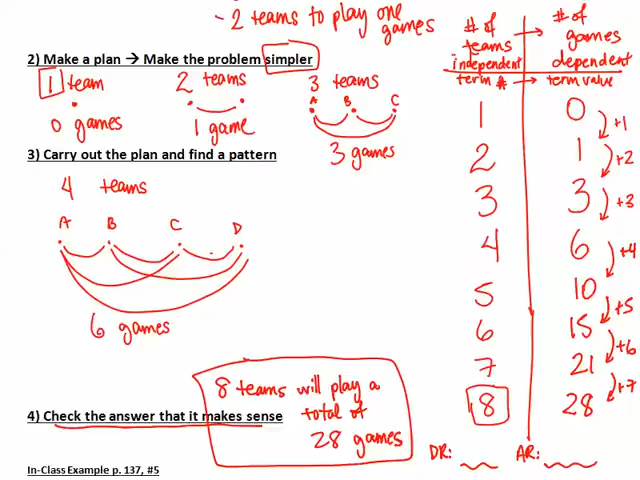 - 2 teams to play one
games
2) Make a plan → Make the problem simpler
1 team
2 teams
3 teams
A B C
0 games
1 game
3 games
3) Carry out the plan and find a pattern
4 teams
A B C D
6 games
8 teams will play a
total of
28 games
4) Check the answer that it makes sense
In-Class Example p. 137, #5
# of teams → # of games
independent dependent
term # → term value
1 0
+1
2 1
+2
3 3
+3
4 6
+4
5 10
+5
6 15
+6
7 21
+7
8 28
DR: AR: